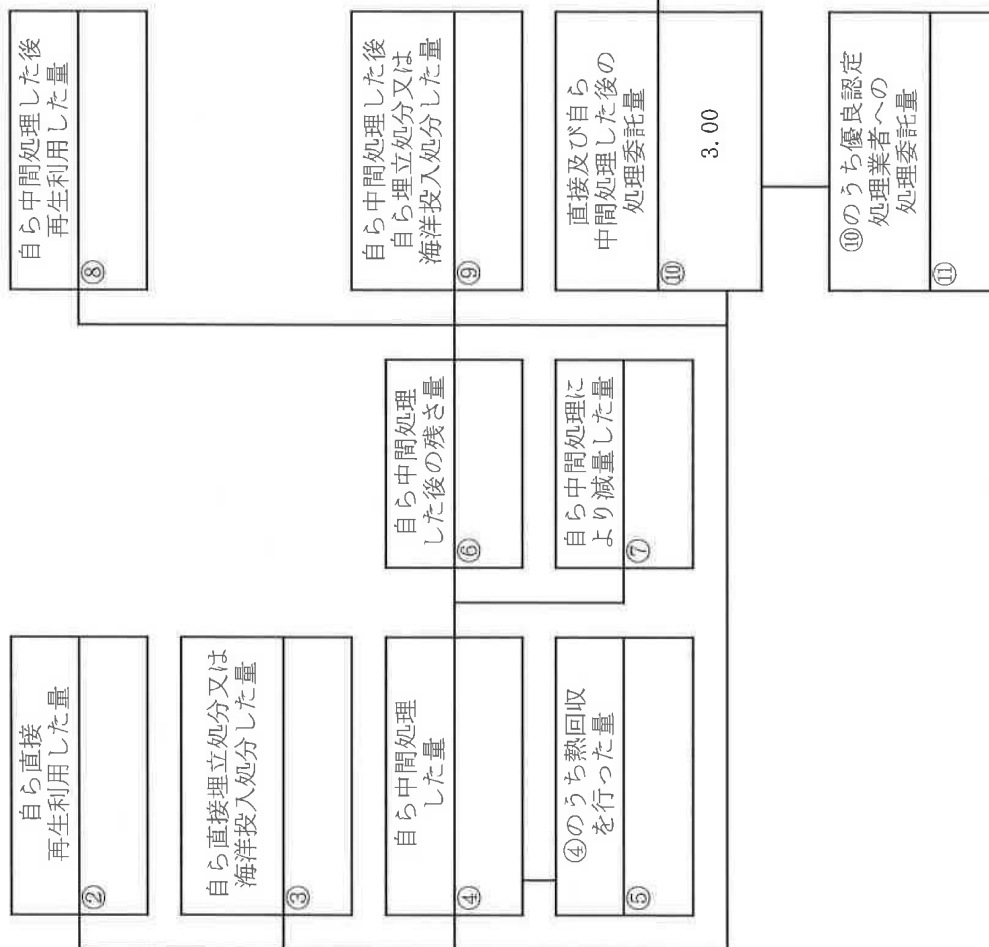 自ら直接
再生利用した量
②
自ら直接埋立処分又は
海洋投入処分した量
③
自ら中間処理
した量
④
④のうち熱回収
を行った量
⑤
自ら中間処理
した後の残さ量
⑥
自ら中間処理に
より減量した量
⑦
自ら中間処理した後
再生利用した量
⑧
自ら中間処理した後
自ら埋立処分又は
海洋投入処分した量
⑨
直接及び自ら
中間処理した後の
処理委託量
⑩
3.00
⑩のうち優良認定
処理業者への
処理委託量
⑪